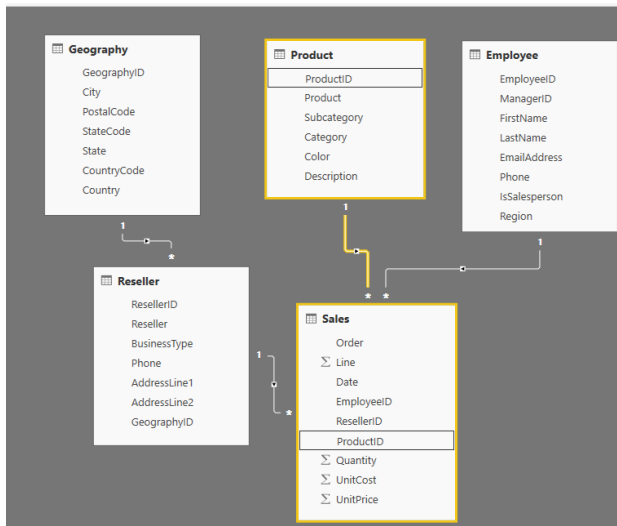 Geography
GeographyID
City
PostalCode
StateCode
State
CountryCode
Country
Product
ProductID
Product
Subcategory
Category
Color
Description
Employee
EmployeeID
ManagerID
FirstName
LastName
EmailAddress
Phone
IsSalesperson
Region
1
*
1
*
1
*
Reseller
ResellerID
Reseller
BusinessType
Phone
AddressLine1
AddressLine2
GeographyID
1
*
Sales
Order
∑ Line
Date
EmployeeID
ResellerID
ProductID
∑ Quantity
∑ UnitCost
∑ UnitPrice